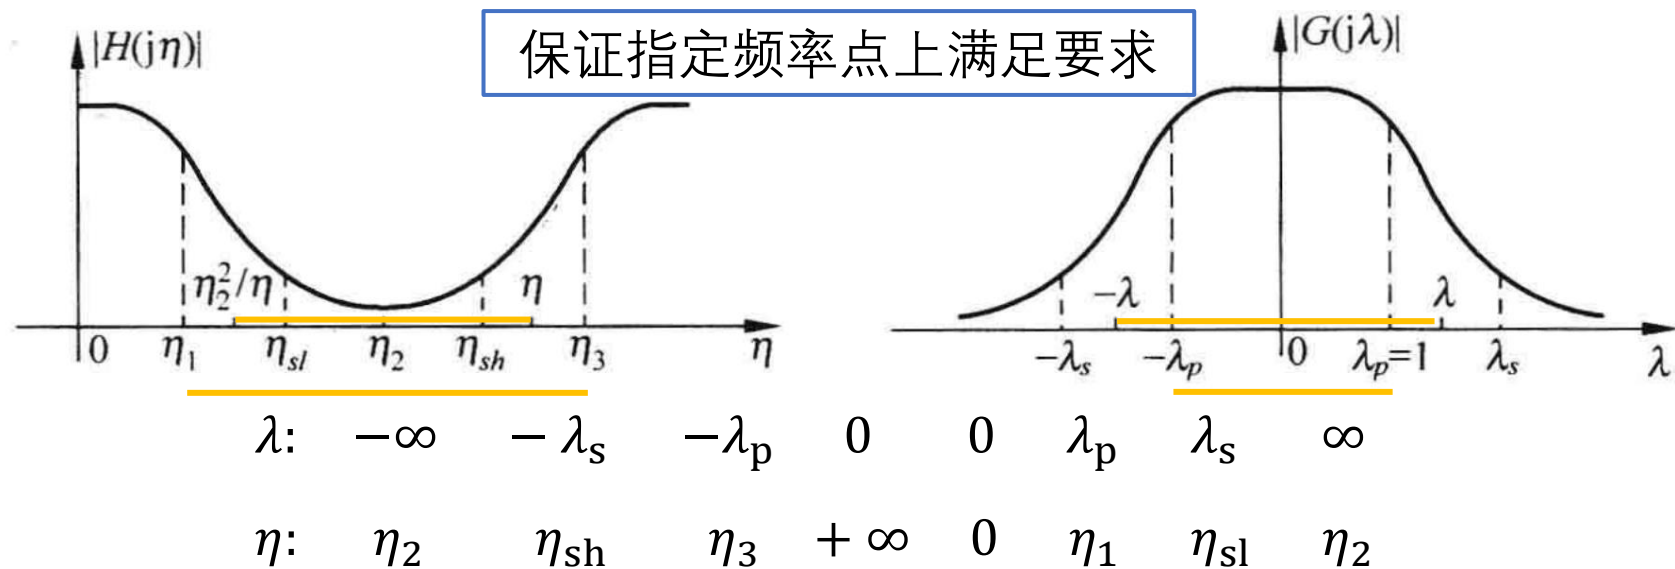 |H(jη)|
保证指定频率点上满足要求
|G(jλ)|
η₂²/η
η
−λ
λ
0 η₁ η_sl η₂ η_sh η₃ η
−λ_s −λ_p 0 λ_p=1 λ_s λ
λ: −∞ −λ_s −λ_p 0 0 λ_p λ_s ∞
η: η₂ η_sh η₃ +∞ 0 η₁ η_sl η₂